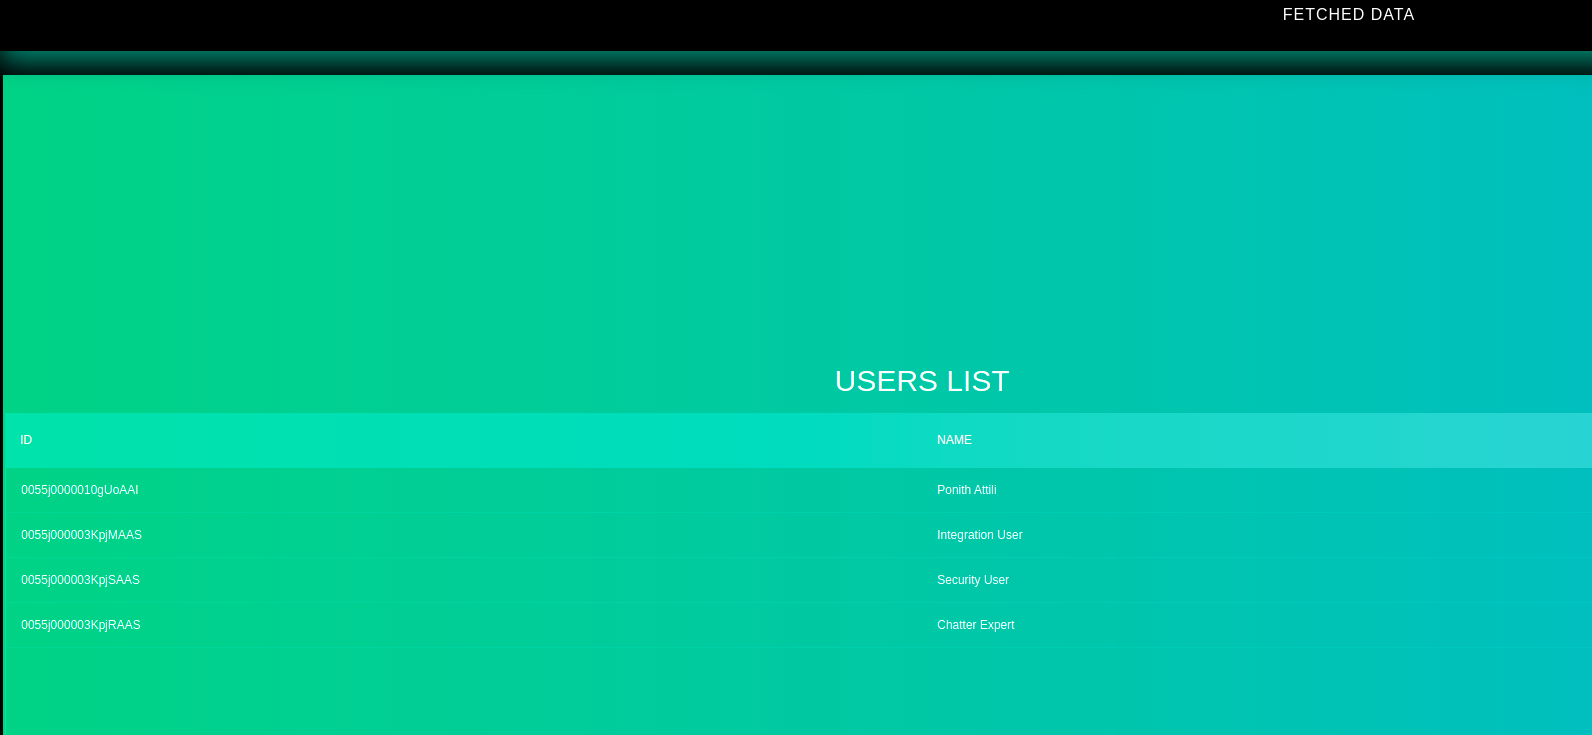 FETCHED DATA
USERS LIST
ID NAME
0055j0000010gUoAAI Ponith Attili
0055j000003KpjMAAS Integration User
0055j000003KpjSAAS Security User
0055j000003KpjRAAS Chatter Expert